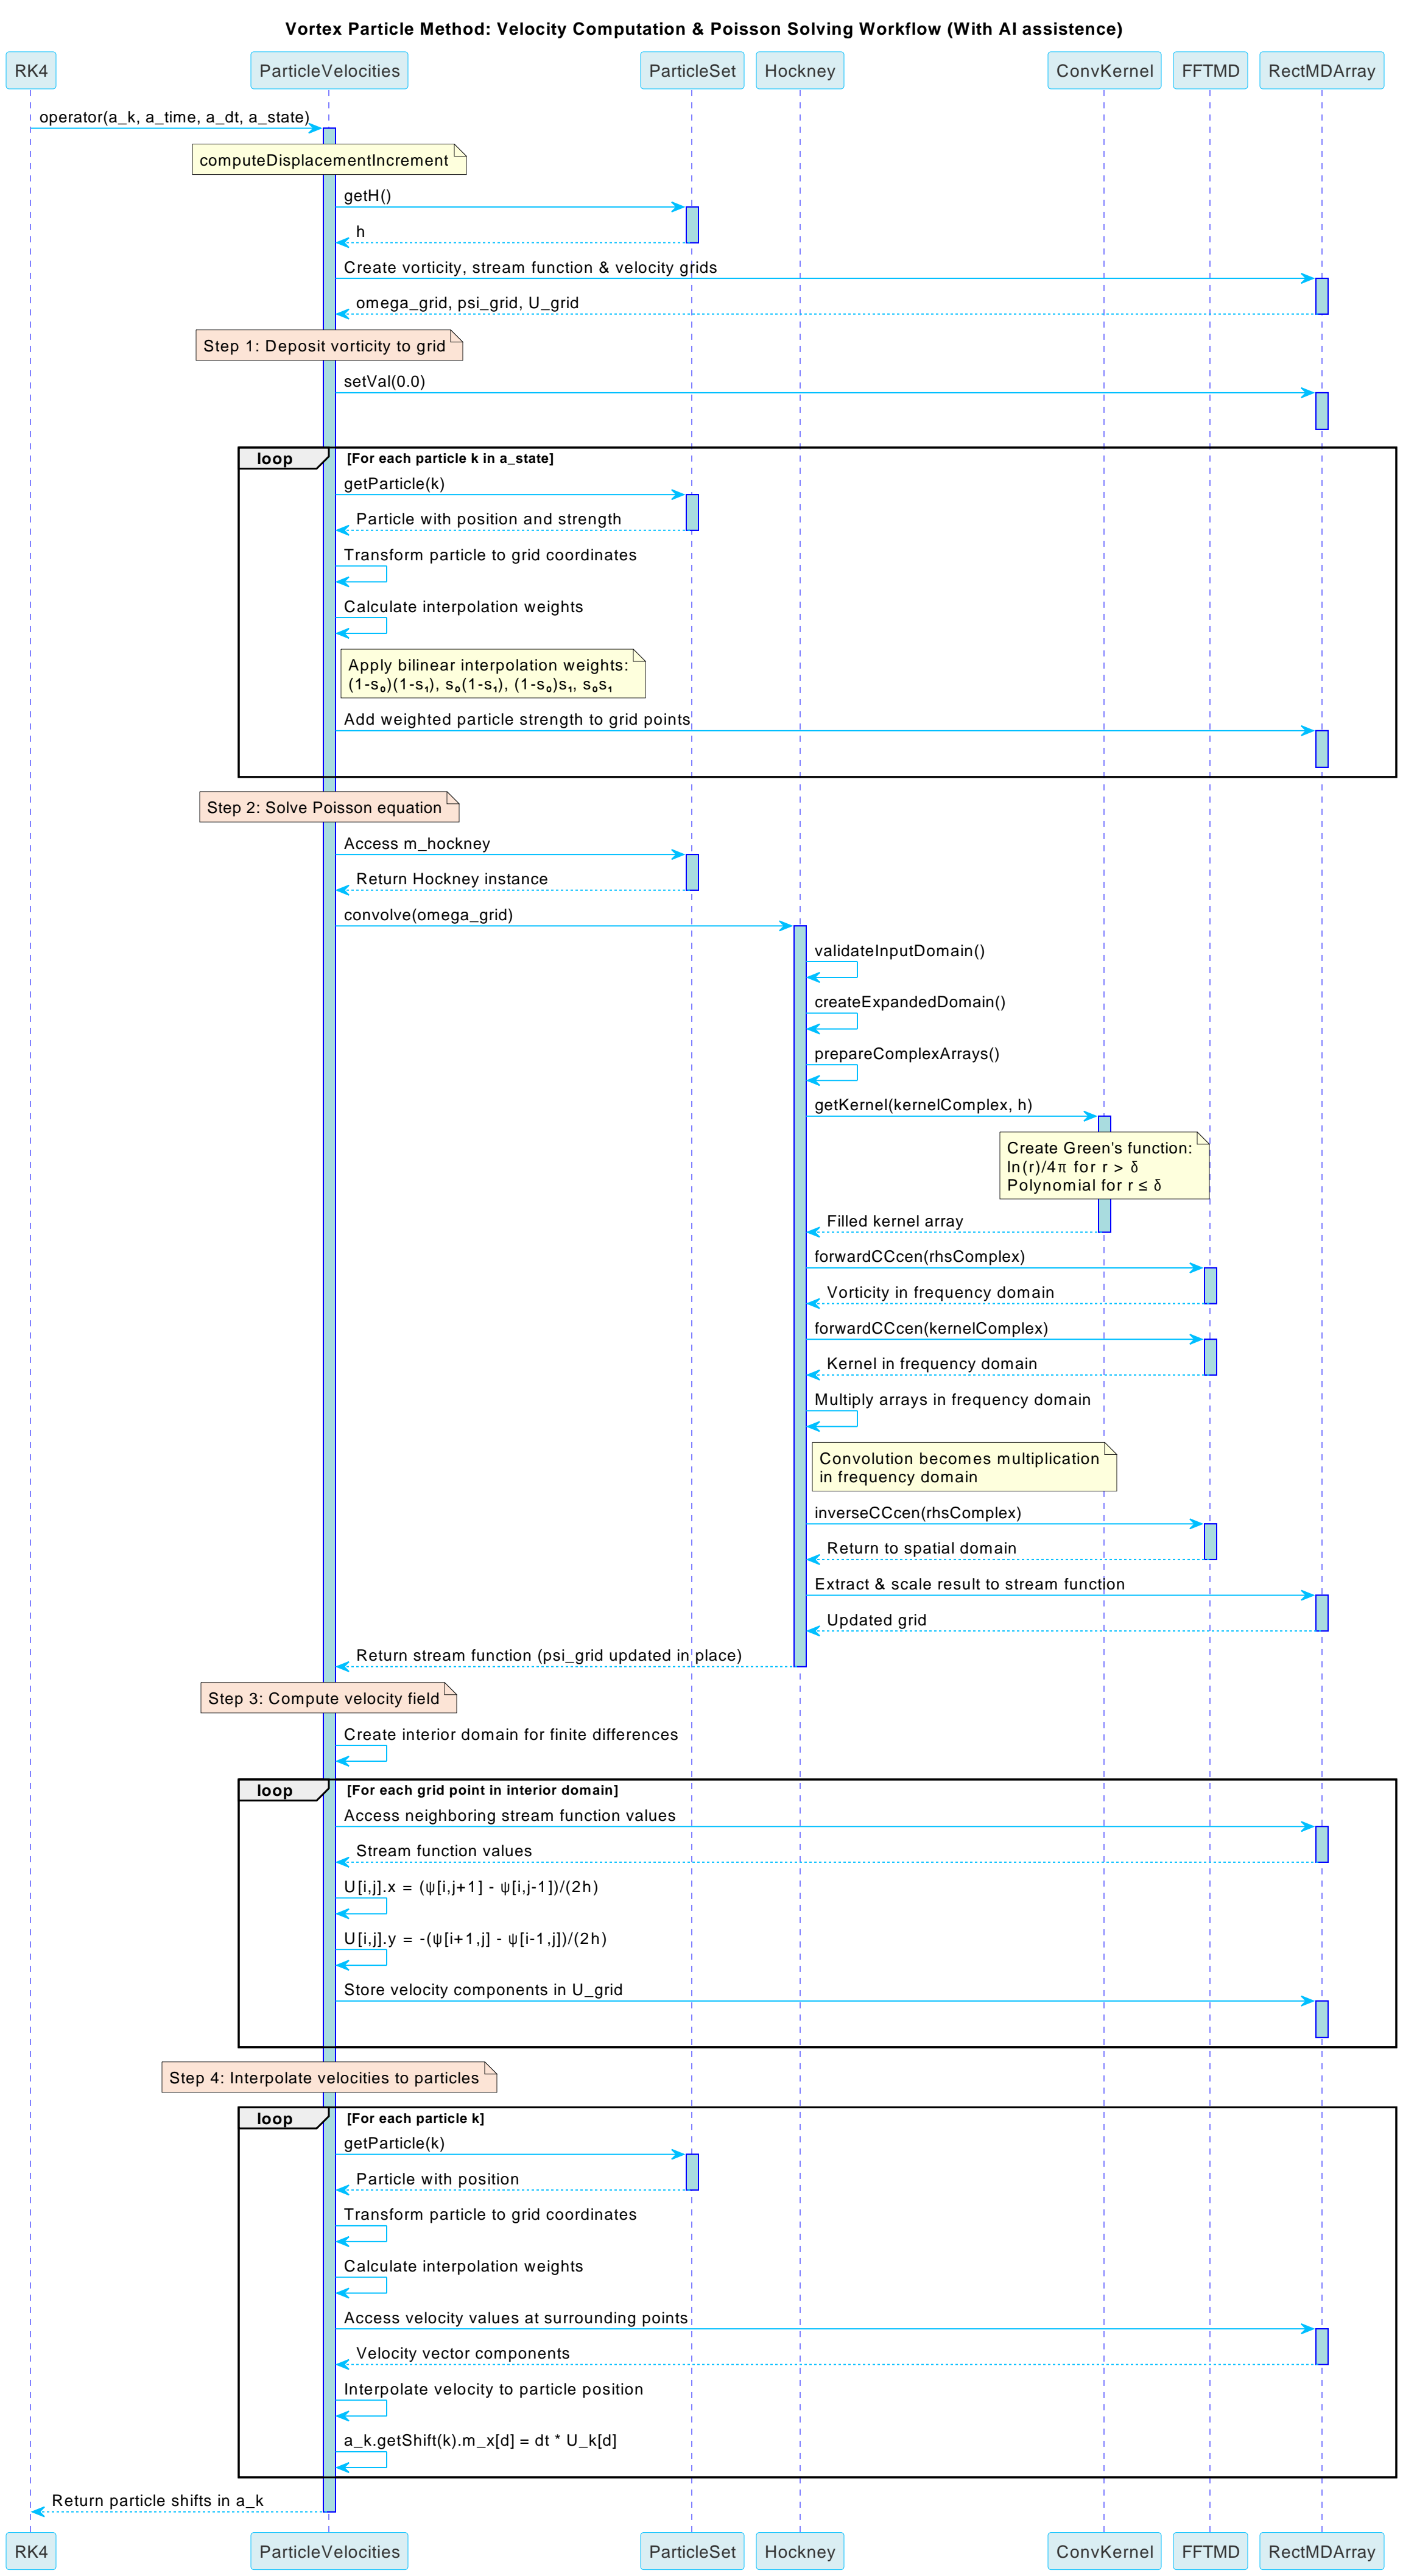 Vortex Particle Method: Velocity Computation & Poisson Solving Workflow (With AI assistence)
RK4
ParticleVelocities
ParticleSet
Hockney
ConvKernel
FFTMD
RectMDArray
operator(a_k, a_time, a_dt, a_state)
computeDisplacementIncrement
getH()
h
Create vorticity, stream function & velocity grids
omega_grid, psi_grid, U_grid
Step 1: Deposit vorticity to grid
setVal(0.0)
loop
[For each particle k in a_state]
getParticle(k)
Particle with position and strength
Transform particle to grid coordinates
Calculate interpolation weights
Apply bilinear interpolation weights:
(1-s₀)(1-s₁), s₀(1-s₁), (1-s₀)s₁, s₀s₁
Add weighted particle strength to grid points
Step 2: Solve Poisson equation
Access m_hockney
Return Hockney instance
convolve(omega_grid)
validateInputDomain()
createExpandedDomain()
prepareComplexArrays()
getKernel(kernelComplex, h)
Create Green's function:
ln(r)/4π for r > δ
Polynomial for r ≤ δ
Filled kernel array
forwardCCcen(rhsComplex)
Vorticity in frequency domain
forwardCCcen(kernelComplex)
Kernel in frequency domain
Multiply arrays in frequency domain
Convolution becomes multiplication
in frequency domain
inverseCCcen(rhsComplex)
Return to spatial domain
Extract & scale result to stream function
Updated grid
Return stream function (psi_grid updated in place)
Step 3: Compute velocity field
Create interior domain for finite differences
loop
[For each grid point in interior domain]
Access neighboring stream function values
Stream function values
U[i,j].x = (ψ[i,j+1] - ψ[i,j-1])/(2h)
U[i,j].y = -(ψ[i+1,j] - ψ[i-1,j])/(2h)
Store velocity components in U_grid
Step 4: Interpolate velocities to particles
loop
[For each particle k]
getParticle(k)
Particle with position
Transform particle to grid coordinates
Calculate interpolation weights
Access velocity values at surrounding points
Velocity vector components
Interpolate velocity to particle position
a_k.getShift(k).m_x[d] = dt * U_k[d]
Return particle shifts in a_k
RK4
ParticleVelocities
ParticleSet
Hockney
ConvKernel
FFTMD
RectMDArray